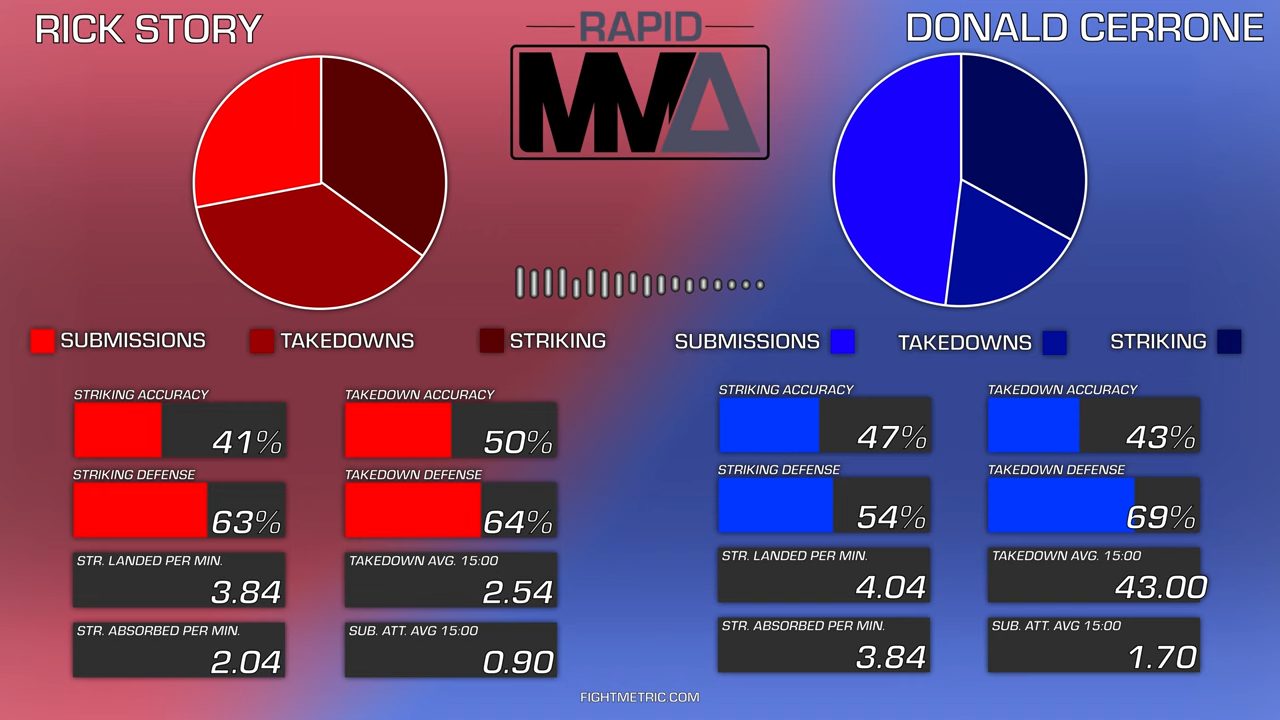 RICK STORY
RAPID
MMA
DONALD CERRONE
SUBMISSIONS TAKEDOWNS STRIKING
SUBMISSIONS TAKEDOWNS STRIKING
STRIKING ACCURACY TAKEDOWN ACCURACY
41% 50%
STRIKING DEFENSE TAKEDOWN DEFENSE
63% 64%
STR. LANDED PER MIN. TAKEDOWN AVG. 15:00
3.84 2.54
STR. ABSORBED PER MIN. SUB. ATT. AVG 15:00
2.04 0.90
STRIKING ACCURACY TAKEDOWN ACCURACY
47% 43%
STRIKING DEFENSE TAKEDOWN DEFENSE
54% 69%
STR. LANDED PER MIN. TAKEDOWN AVG. 15:00
4.04 43.00
STR. ABSORBED PER MIN. SUB. ATT. AVG 15:00
3.84 1.70
FIGHTMETRIC.COM